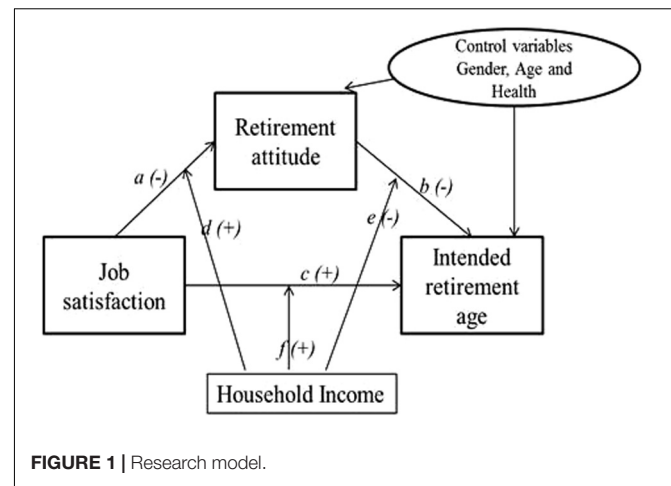 Control variables
Gender, Age and
Health
Retirement
attitude
a (-)
b (-)
d (+)
e (-)
Job
satisfaction
c (+)
Intended
retirement
age
f (+)
Household Income
FIGURE 1 | Research model.